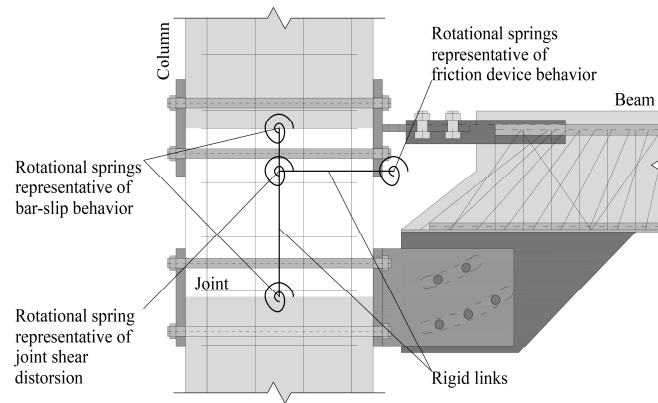 Column
Rotational springs
representative of
friction device behavior
Beam
Rotational springs
representative of
bar-slip behavior
Joint
Rotational spring
representative of
joint shear
distorsion
Rigid links